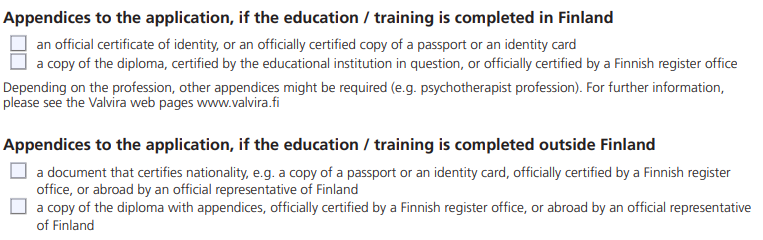 Appendices to the application, if the education / training is completed in Finland
an official certificate of identity, or an officially certified copy of a passport or an identity card
a copy of the diploma, certified by the educational institution in question, or officially certified by a Finnish register office
Depending on the profession, other appendices might be required (e.g. psychotherapist profession). For further information,
please see the Valvira web pages www.valvira.fi
Appendices to the application, if the education / training is completed outside Finland
a document that certifies nationality, e.g. a copy of a passport or an identity card, officially certified by a Finnish register
office, or abroad by an official representative of Finland
a copy of the diploma with appendices, officially certified by a Finnish register office, or abroad by an official representative
of Finland